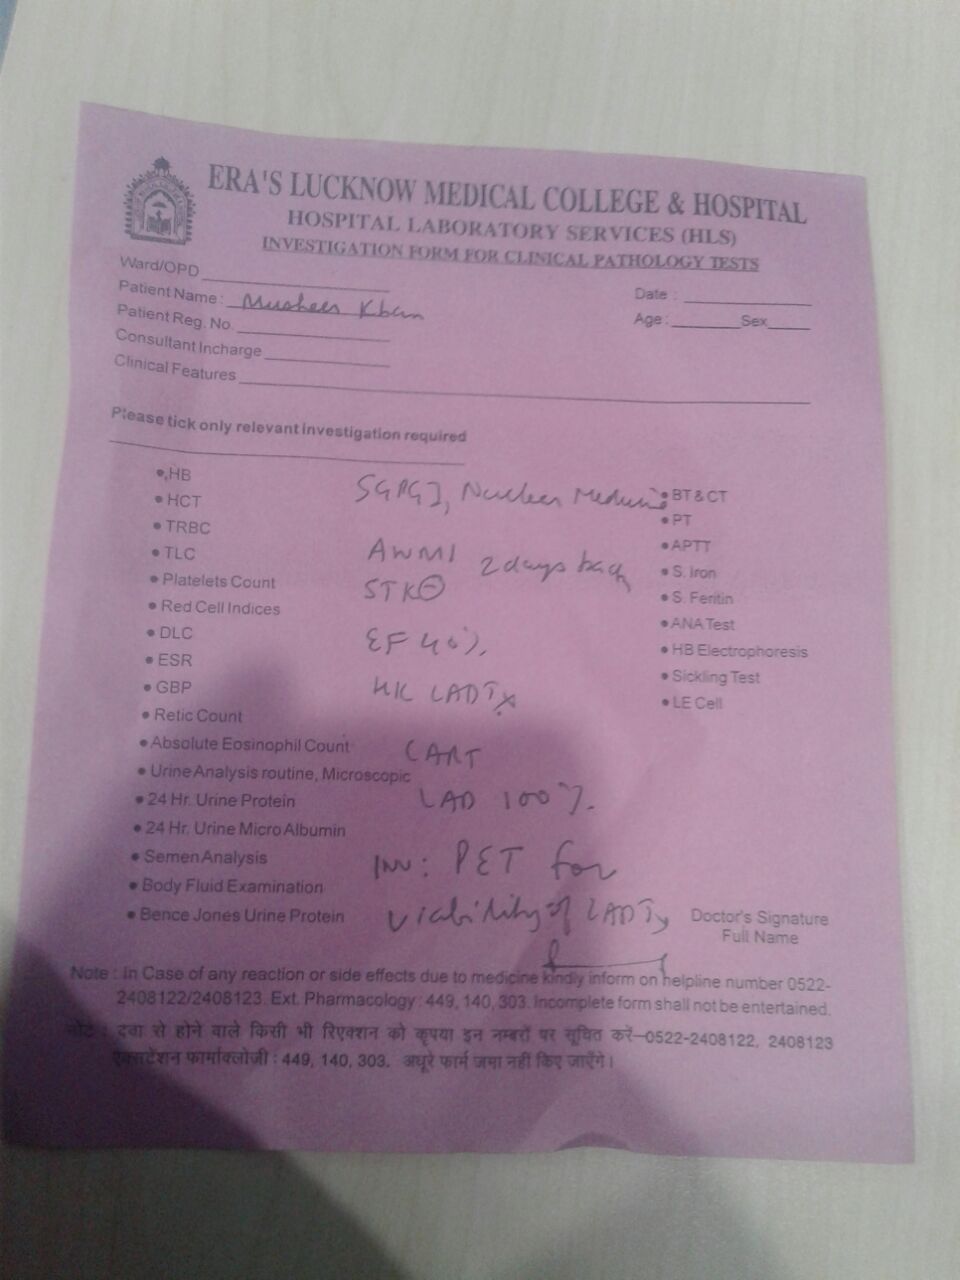 ERA'S LUCKNOW MEDICAL COLLEGE & HOSPITAL
HOSPITAL LABORATORY SERVICES (HLS)
INVESTIGATION FORM FOR CLINICAL PATHOLOGY TESTS
Ward/OPD
Date :
Patient Name : Musheer Khan
Age : Sex
Patient Reg. No.
Consultant Incharge
Clinical Features
Please tick only relevant investigation required
• HB
• HCT
• TRBC
• TLC
• Platelets Count
• Red Cell Indices
• DLC
• ESR
• GBP
• Retic Count
• Absolute Eosinophil Count
• Urine Analysis routine, Microscopic
• 24 Hr. Urine Protein
• 24 Hr. Urine Micro Albumin
• Semen Analysis
• Body Fluid Examination
• Bence Jones Urine Protein
SGPGI, Nuclear Medicine
AWMI 2 days back
STK⊖
EF 40%
LAD
CART
LAD 100%
Inv: PET for
viability of LAD Ty
• BT & CT
• PT
• APTT
• S. Iron
• S. Feritin
• ANA Test
• HB Electrophoresis
• Sickling Test
• LE Cell
Doctor's Signature
Full Name
Note : In Case of any reaction or side effects due to medicine kindly inform on helpline number 0522-
2408122/2408123. Ext. Pharmacology : 449, 140, 303. Incomplete form shall not be entertained.
नोट : दवा से होने वाले किसी भी रिएक्शन को कृपया इन नम्बरों पर सूचित करें–0522-2408122, 2408123
एक्सटेंशन फार्माक्लोजी : 449, 140, 303. अधूरे फार्म जमा नहीं किए जाएँगे।